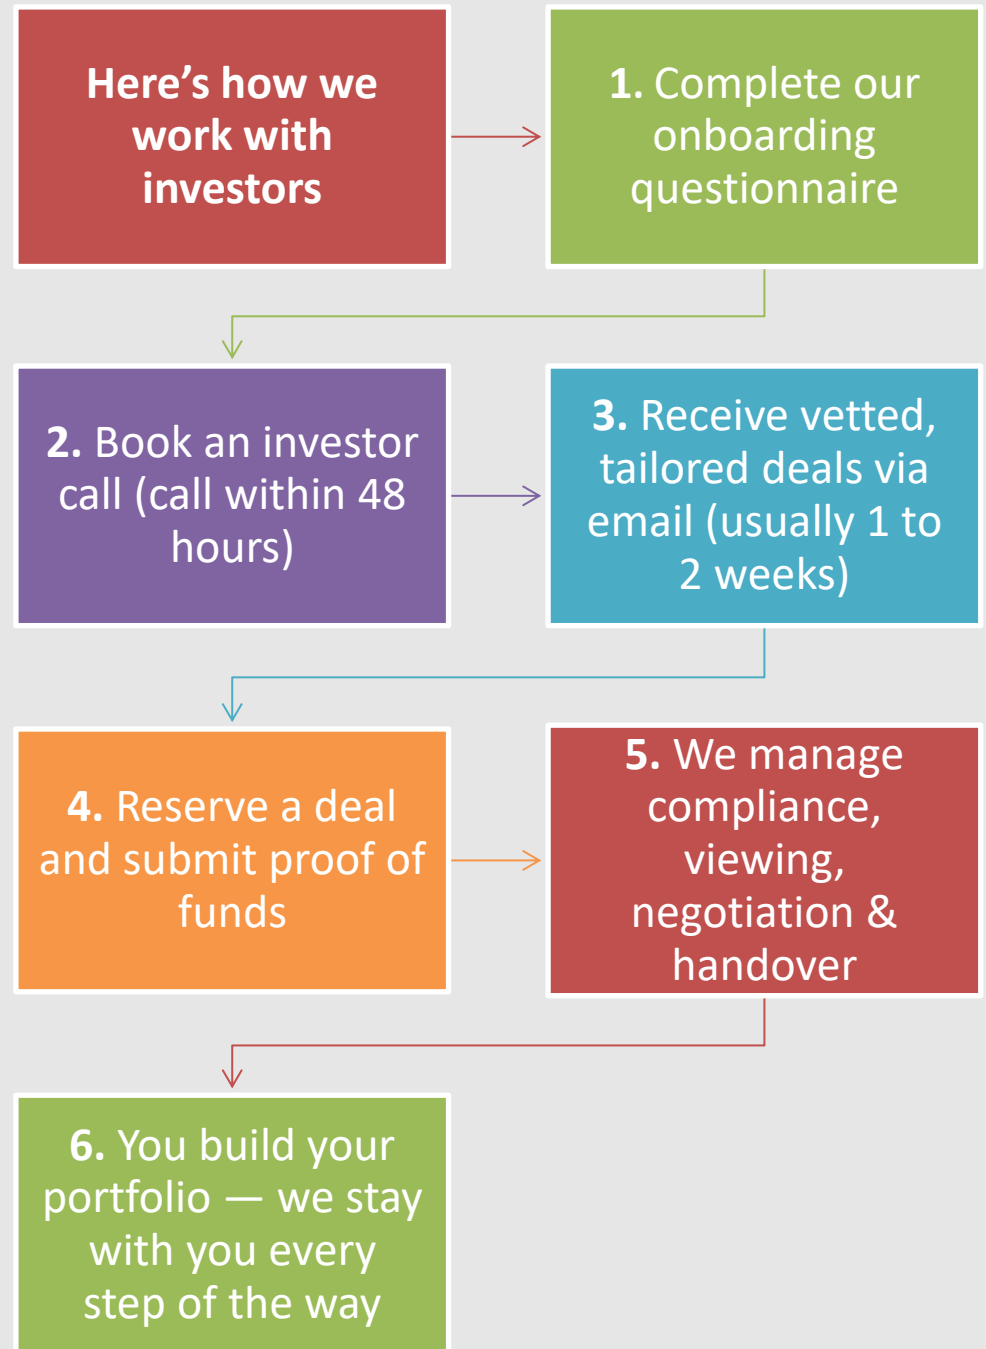 Here’s how we
work with
investors
1. Complete our
onboarding
questionnaire
2. Book an investor
call (call within 48
hours)
3. Receive vetted,
tailored deals via
email (usually 1 to
2 weeks)
4. Reserve a deal
and submit proof of
funds
5. We manage
compliance,
viewing,
negotiation &
handover
6. You build your
portfolio — we stay
with you every
step of the way